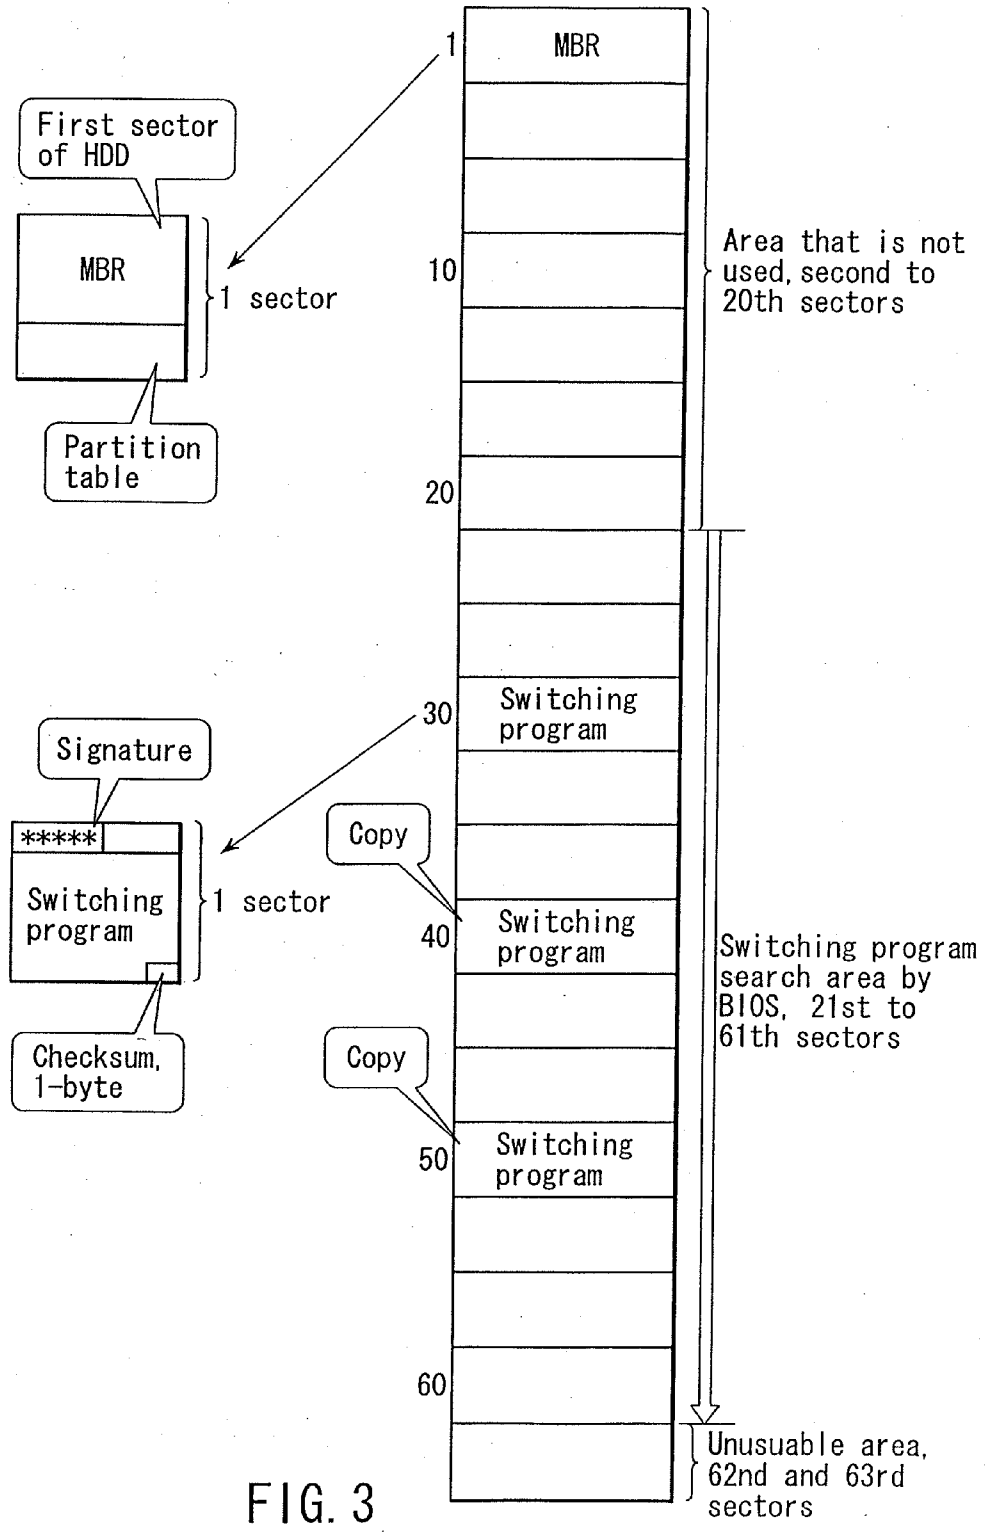 1
MBR
First sector
of HDD
MBR
1 sector
Partition
table
10
20
Area that is not
used, second to
20th sectors
30
Switching
program
Signature
*****
Switching
program
1 sector
Checksum,
1-byte
Copy
40
Switching
program
Copy
50
Switching
program
Switching program
search area by
BIOS, 21st to
61th sectors
60
Unusuable area,
62nd and 63rd
sectors
FIG. 3